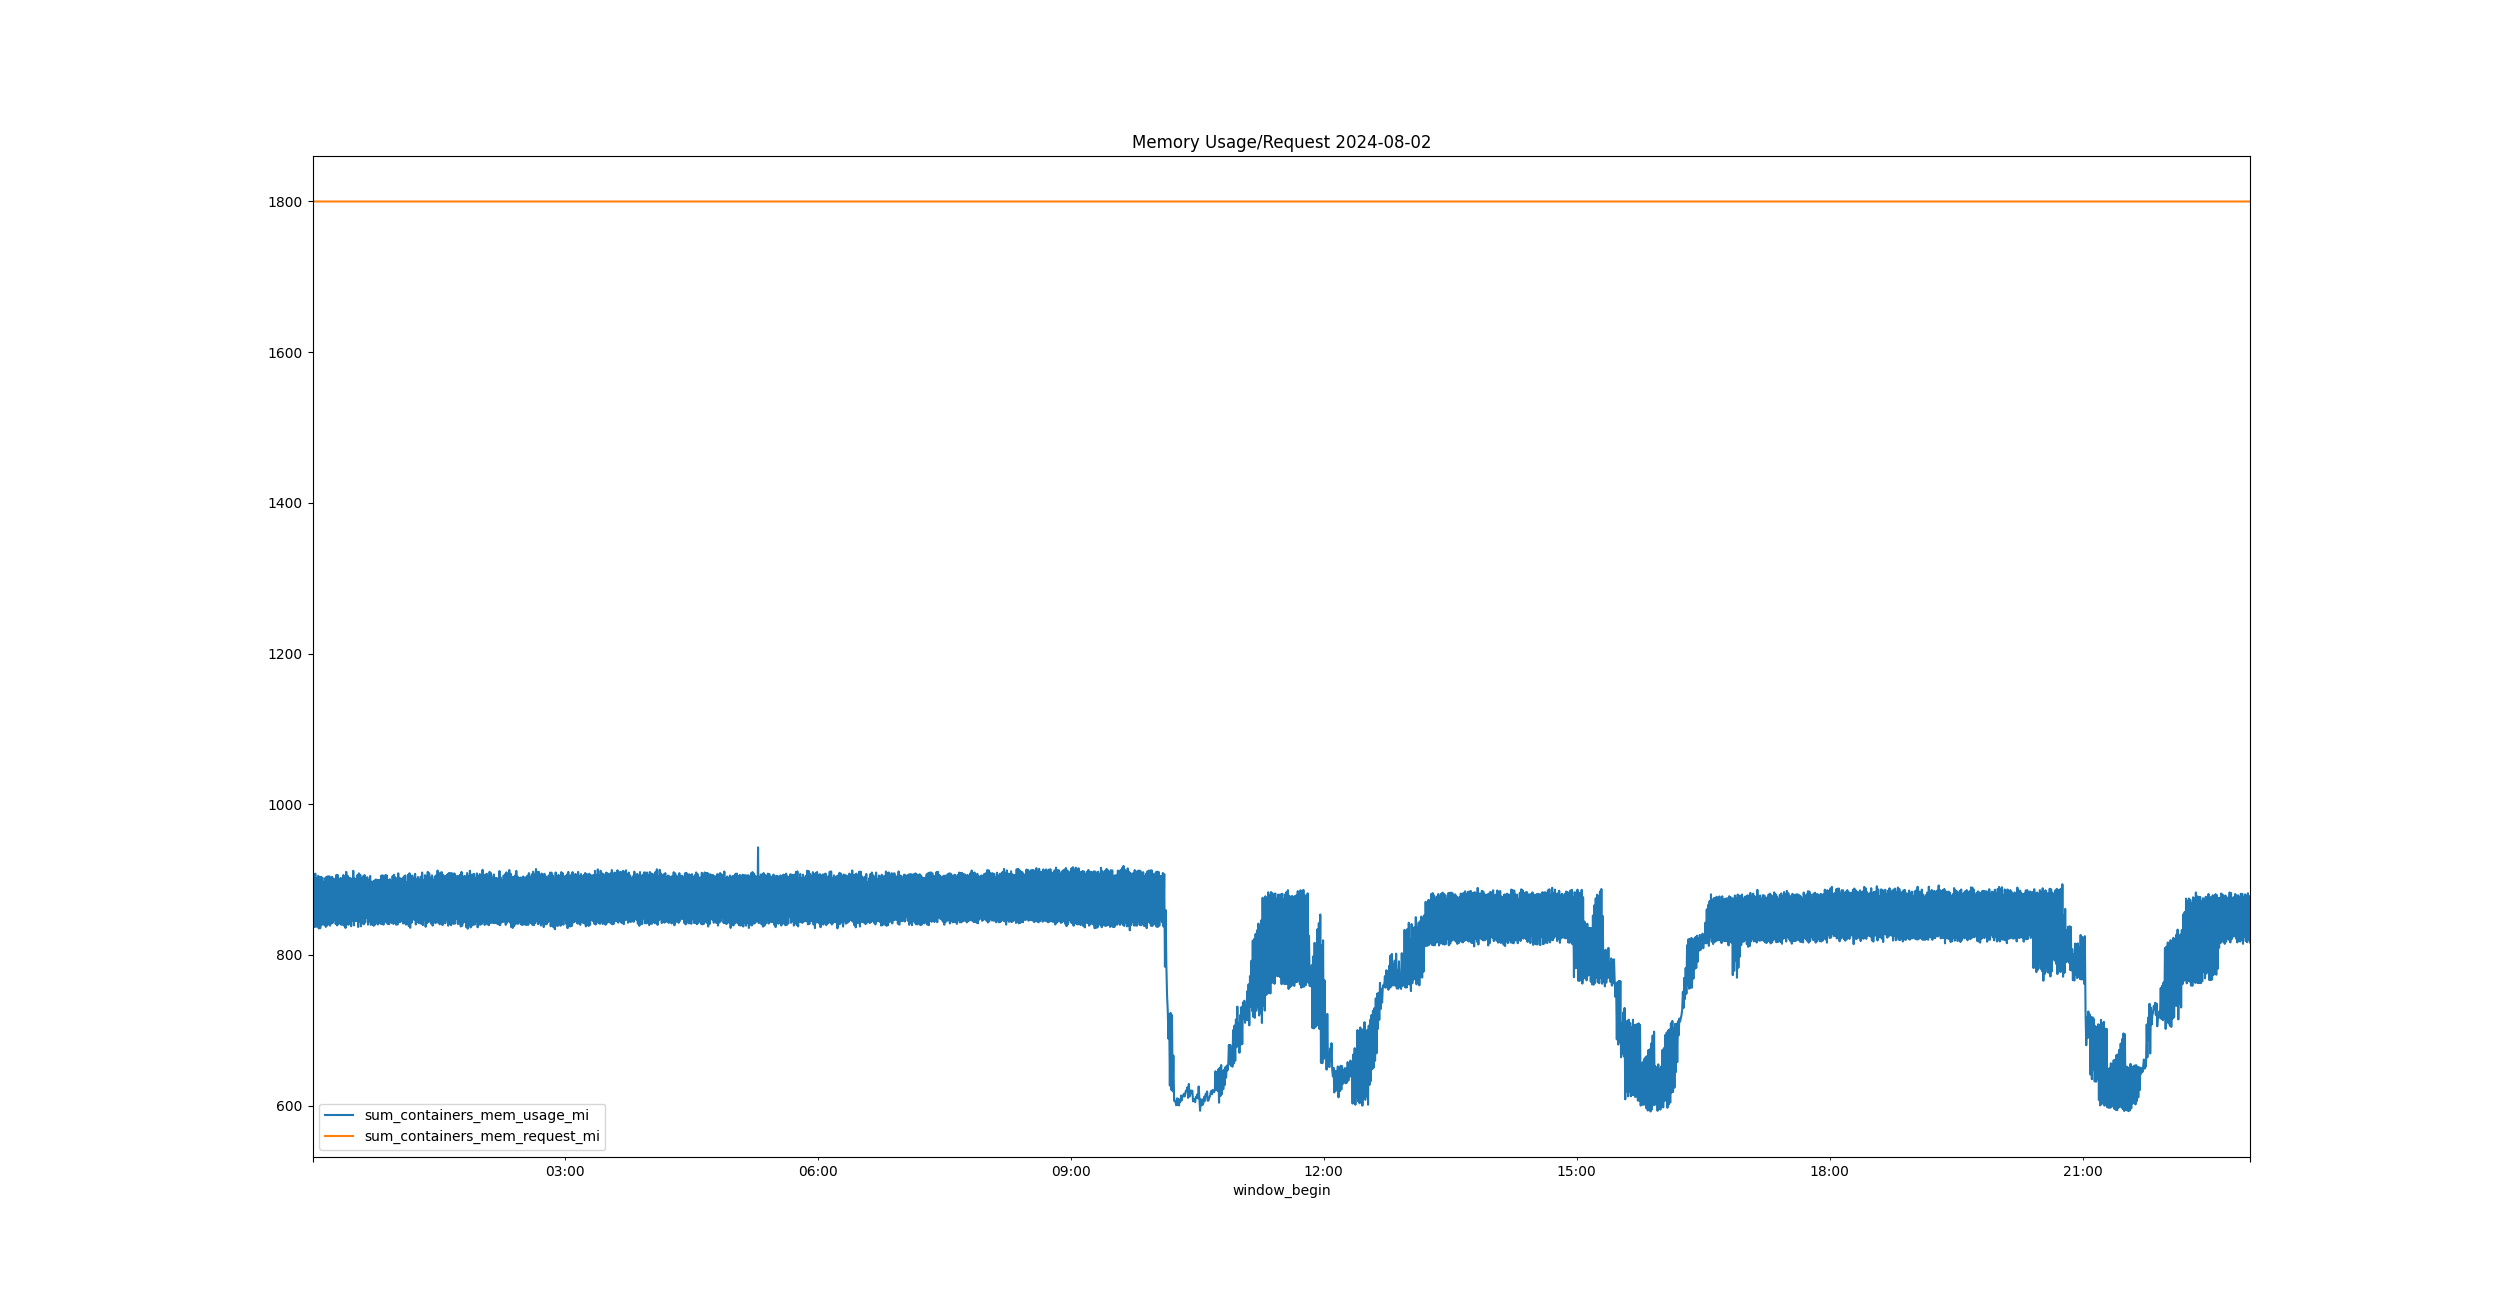 Memory Usage/Request 2024-08-02
1800
1600
1400
1200
1000
800
600
sum_containers_mem_usage_mi
sum_containers_mem_request_mi
03:00 06:00 09:00 12:00 15:00 18:00 21:00
window_begin